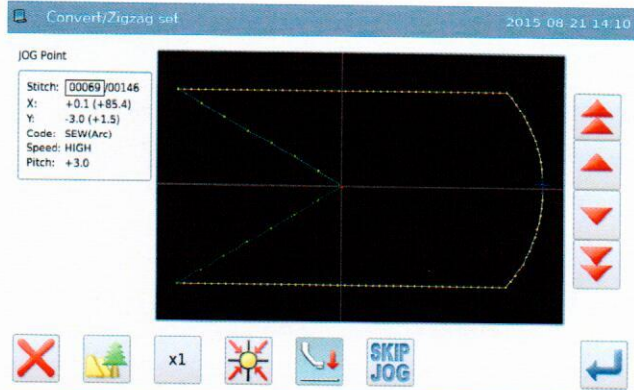 Convert/Zigzag set
2015 08 21 14:10
JOG Point
Stitch: 00069/00146
X: +0.1 (+85.4)
Y: -3.0 (+1.5)
Code: SEW(Arc)
Speed: HIGH
Pitch: +3.0
x1
SKIP
JOG